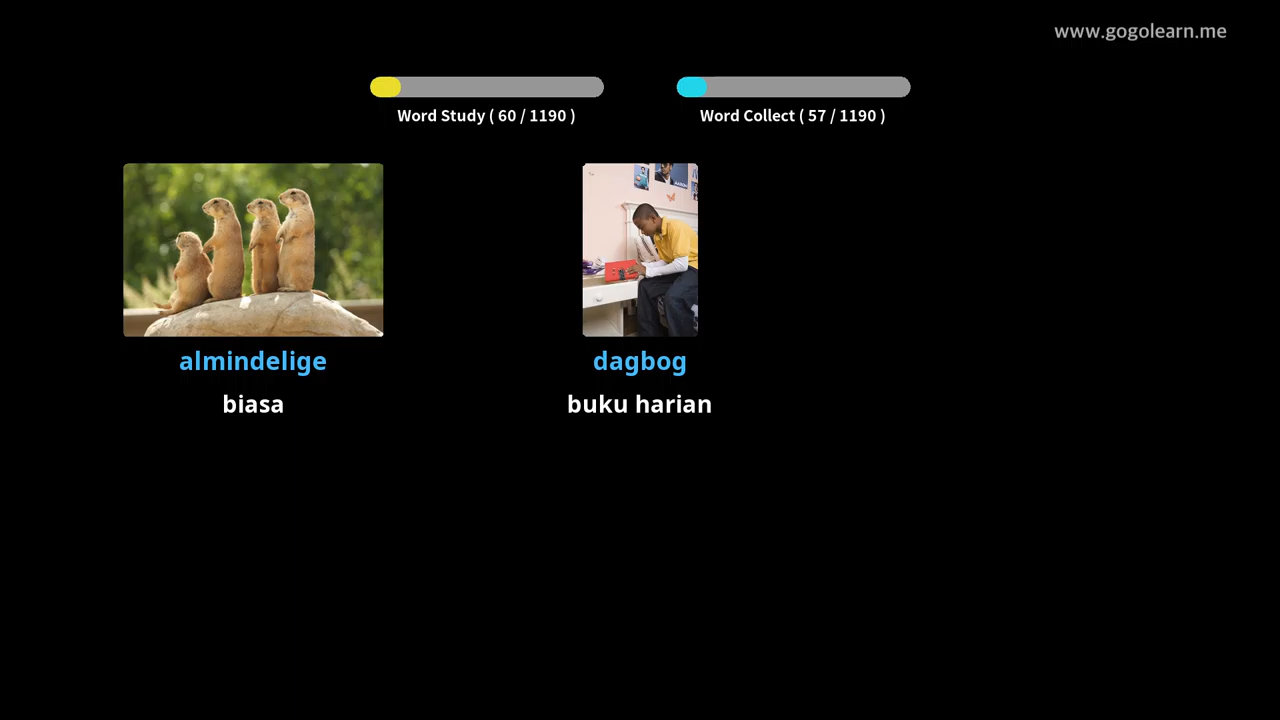 www.gogolearn.me
Word Study ( 60 / 1190 )
Word Collect ( 57 / 1190 )
almindelige
biasa
dagbog
buku harian